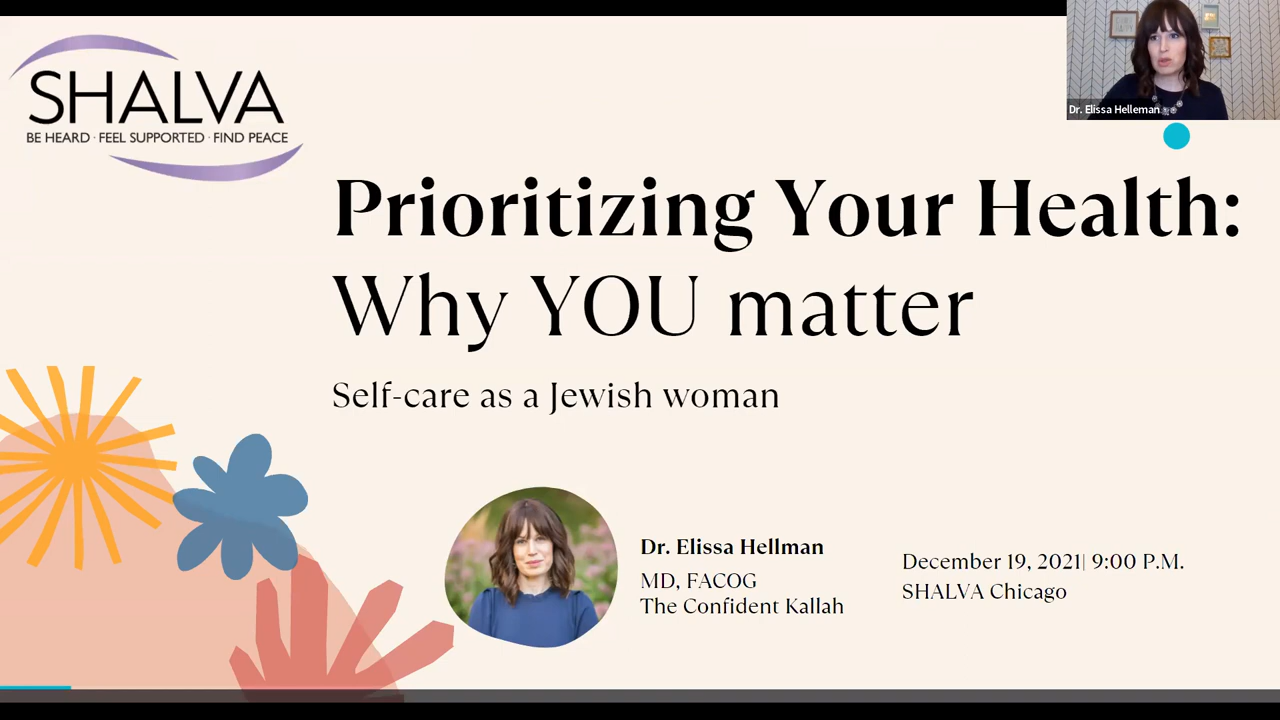 SHALVA
BE HEARD · FEEL SUPPORTED · FIND PEACE
Dr. Elissa Helleman
Prioritizing Your Health:
Why YOU matter
Self-care as a Jewish woman
Dr. Elissa Hellman
MD, FACOG
The Confident Kallah
December 19, 2021| 9:00 P.M.
SHALVA Chicago